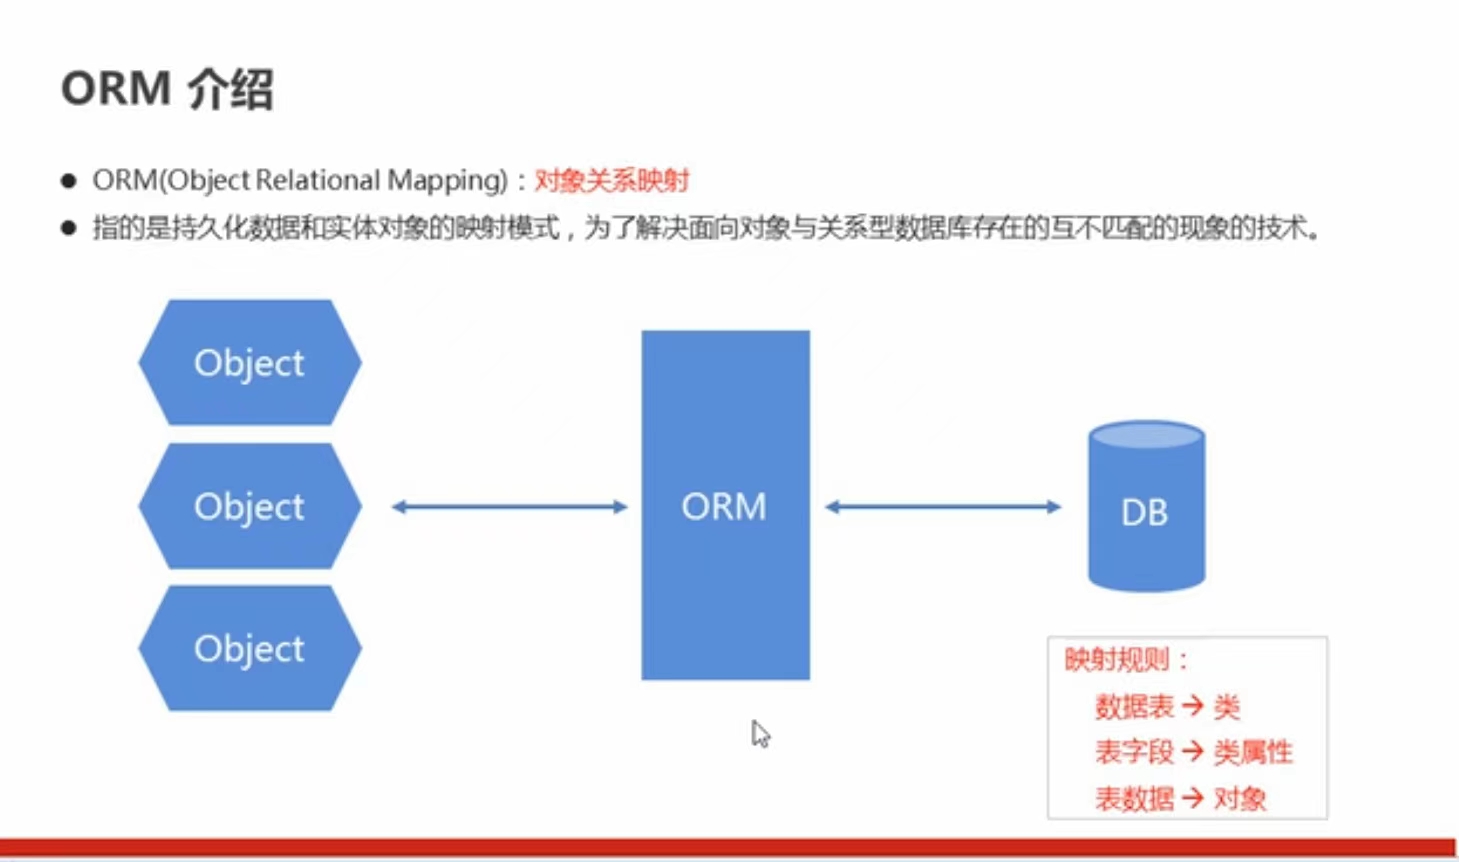 ORM 介绍
● ORM(Object Relational Mapping)：对象关系映射
● 指的是持久化数据和实体对象的映射模式，为了解决面向对象与关系型数据库存在的互不匹配的现象的技术。
Object
Object
Object
ORM
DB
映射规则：
数据表→类
表字段→类属性
表数据→对象